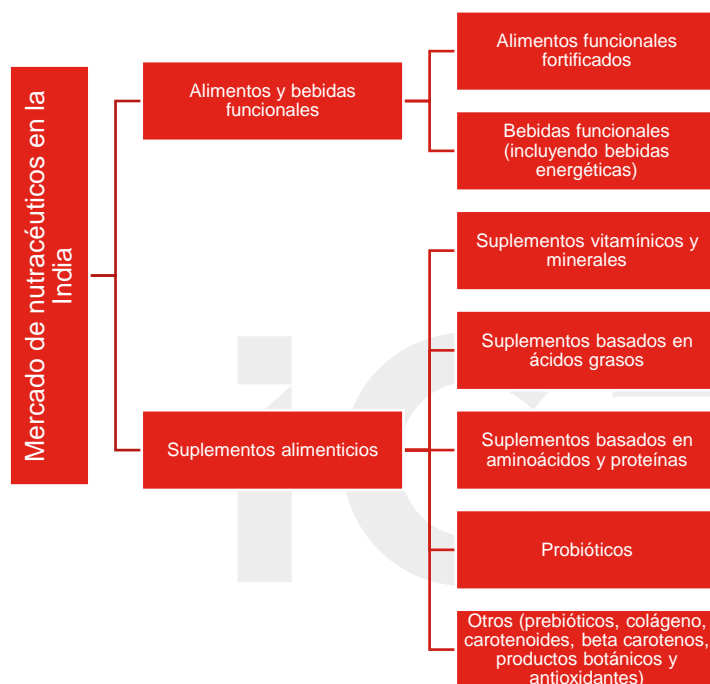 Mercado de nutracéuticos en la
India
Alimentos y bebidas
funcionales
Alimentos funcionales
fortificados
Bebidas funcionales
(incluyendo bebidas
energéticas)
Suplementos alimenticios
Suplementos vitamínicos y
minerales
Suplementos basados en
ácidos grasos
Suplementos basados en
aminoácidos y proteínas
Probióticos
Otros (prebióticos, colágeno,
carotenoides, beta carotenos,
productos botánicos y
antioxidantes)